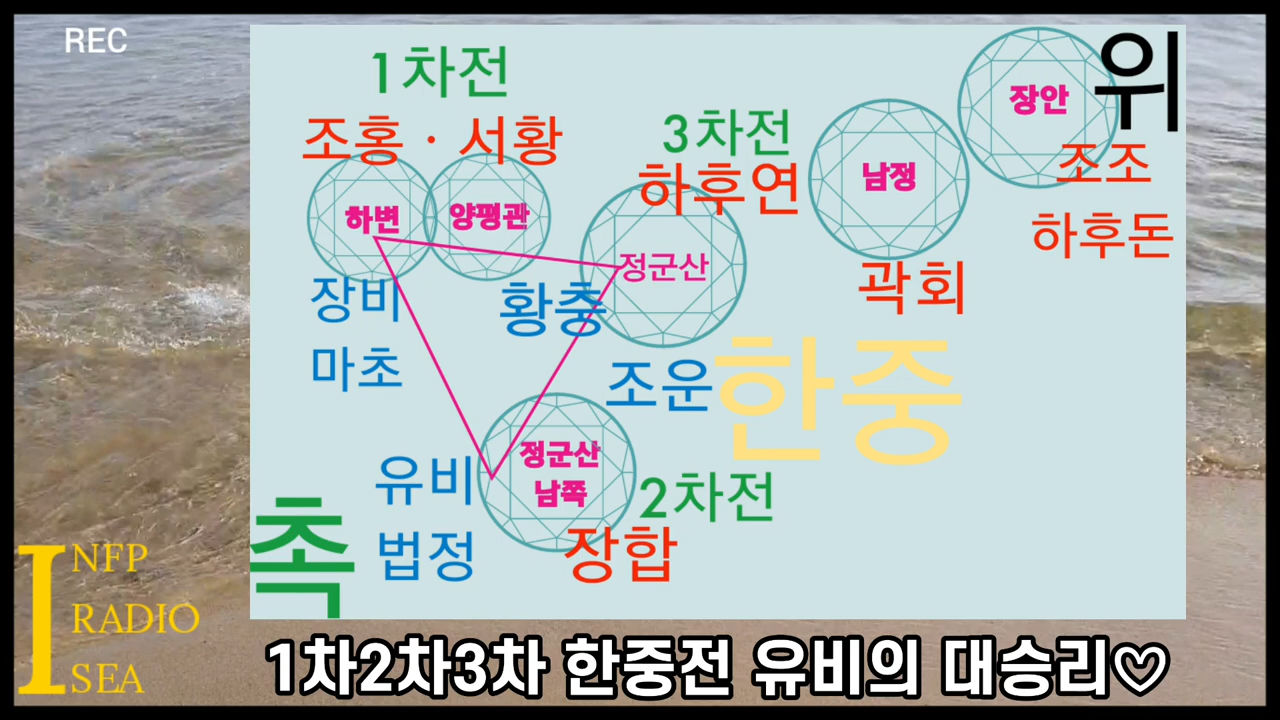 REC
1차전
조홍 · 서황
하변
양평관
장비
마초
황충
3차전
하후연
정군산
조운
남정
곽회
장안
위
조조
하후돈
한중
정군산
남쪽
2차전
장합
유비
법정
촉
INFP
RADIO
SEA
1차2차3차 한중전 유비의 대승리♡